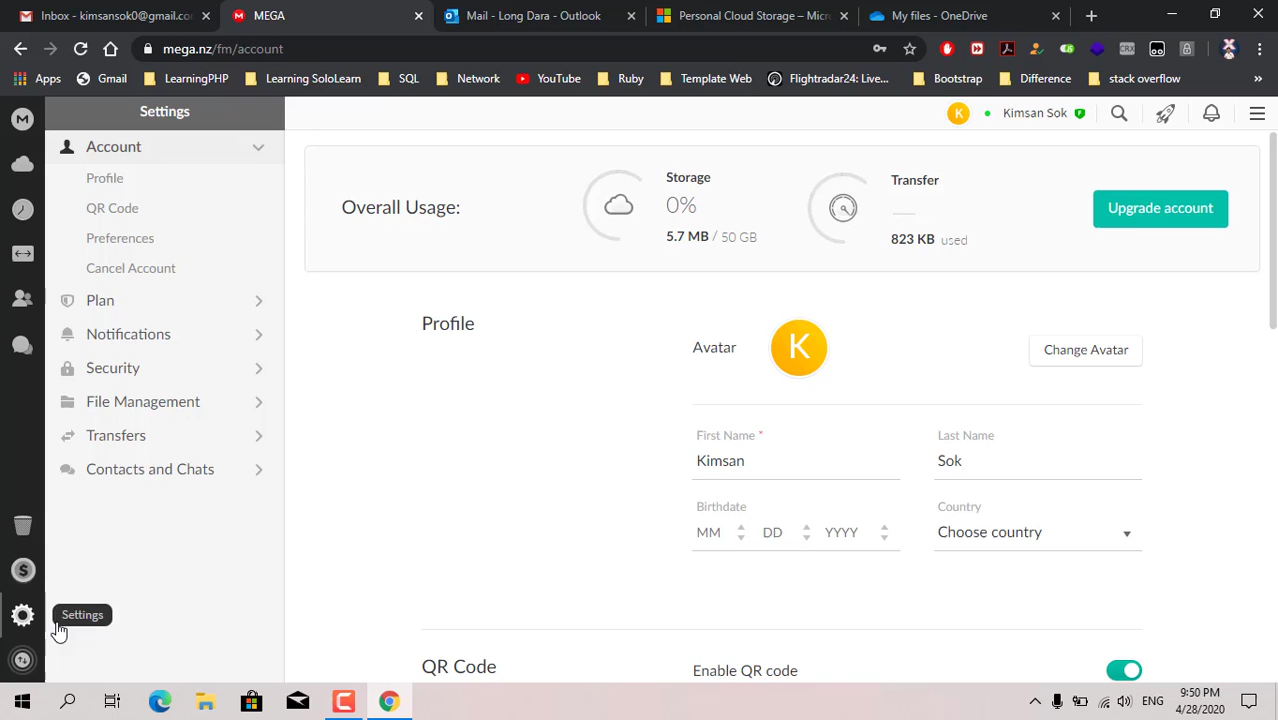 Inbox - kimsansok0@gmail.co
MEGA
Mail - Long Dara - Outlook
Personal Cloud Storage – Micr
My files - OneDrive
mega.nz/fm/account
Apps
Gmail
LearningPHP
Learning SoloLearn
SQL
Network
YouTube
Ruby
Template Web
Flightradar24: Live...
Bootstrap
Difference
stack overflow
»
Settings
Kimsan Sok
Account
Profile
QR Code
Preferences
Cancel Account
Plan
Notifications
Security
File Management
Transfers
Contacts and Chats
Settings
Overall Usage:
Storage
0%
5.7 MB / 50 GB
Transfer
823 KB used
Upgrade account
Profile
Avatar
K
Change Avatar
First Name *
Last Name
Kimsan
Sok
Birthdate
Country
MM
DD
YYYY
Choose country
QR Code
Enable QR code
ENG
9:50 PM
4/28/2020